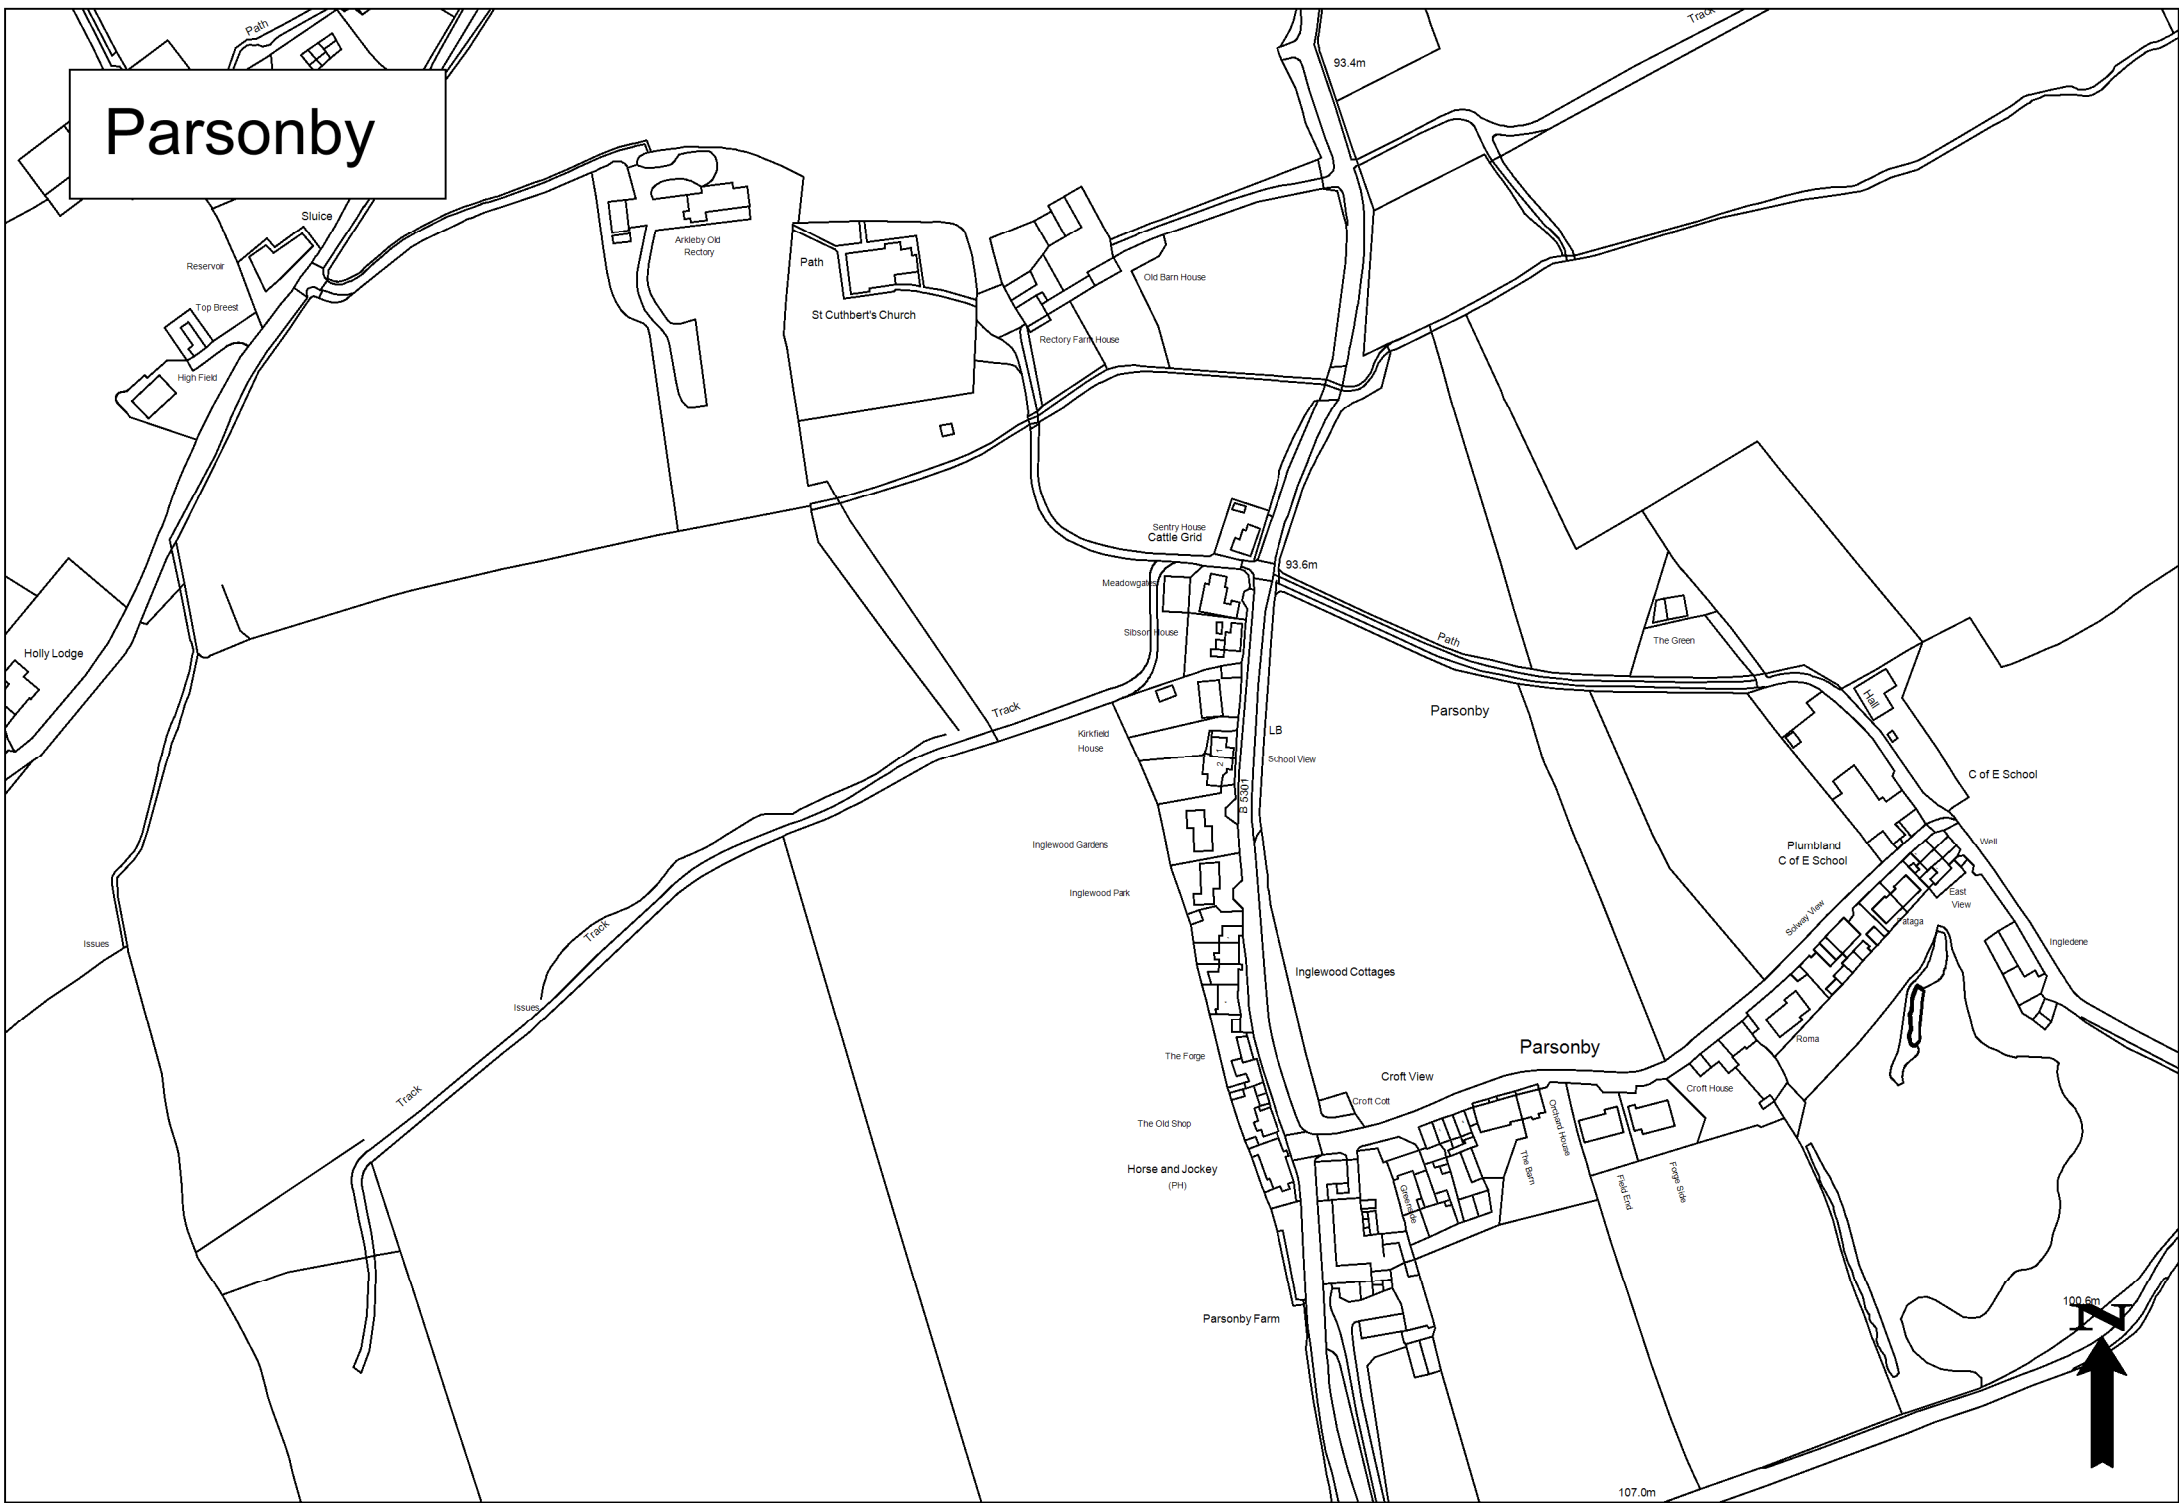 Path
Track
93.4m
Parsonby
Sluice
Arkleby Old
Rectory
Path
Reservoir
Old Barn House
Top Breest
St Cuthbert's Church
Rectory Farm House
High Field
Sentry House
Cattle Grid
93.6m
Meadowgates
Sibson House
Path
The Green
Holly Lodge
Hall
Track
Parsonby
Kirkfield
House
LB
1
2
School View
B 5301
C of E School
Inglewood Gardens
Plumbland
C of E School
Well
Inglewood Park
East
View
Solway View
Pataga
Track
Issues
Ingledene
Inglewood Cottages
Issues
Roma
Parsonby
The Forge
Croft View
Croft House
Track
Croft Cott
Orchard House
The Old Shop
Horse and Jockey
(PH)
The Barn
Field End
Forge Side
Greenside
Parsonby Farm
100.6m
N
107.0m